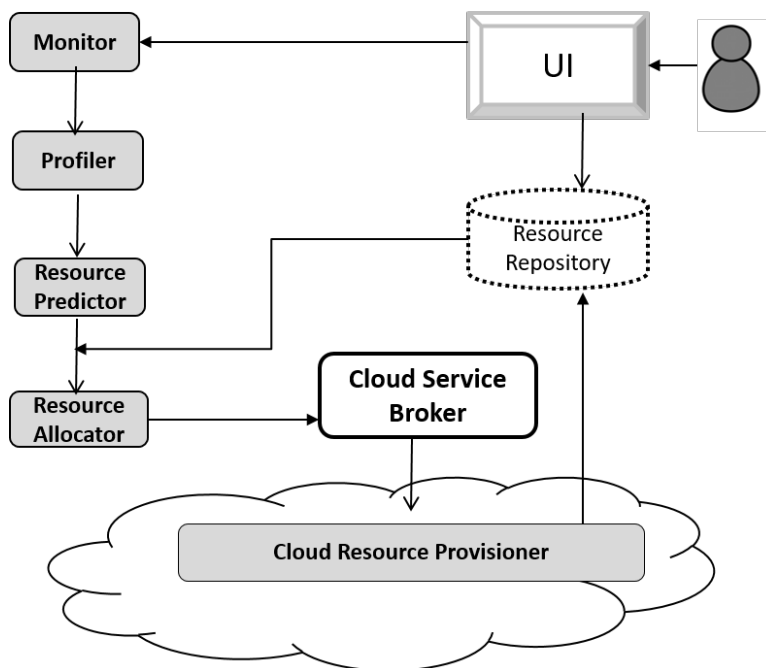 Monitor
UI
Profiler
Resource
Repository
Resource
Predictor
Cloud Service
Broker
Resource
Allocator
Cloud Resource Provisioner